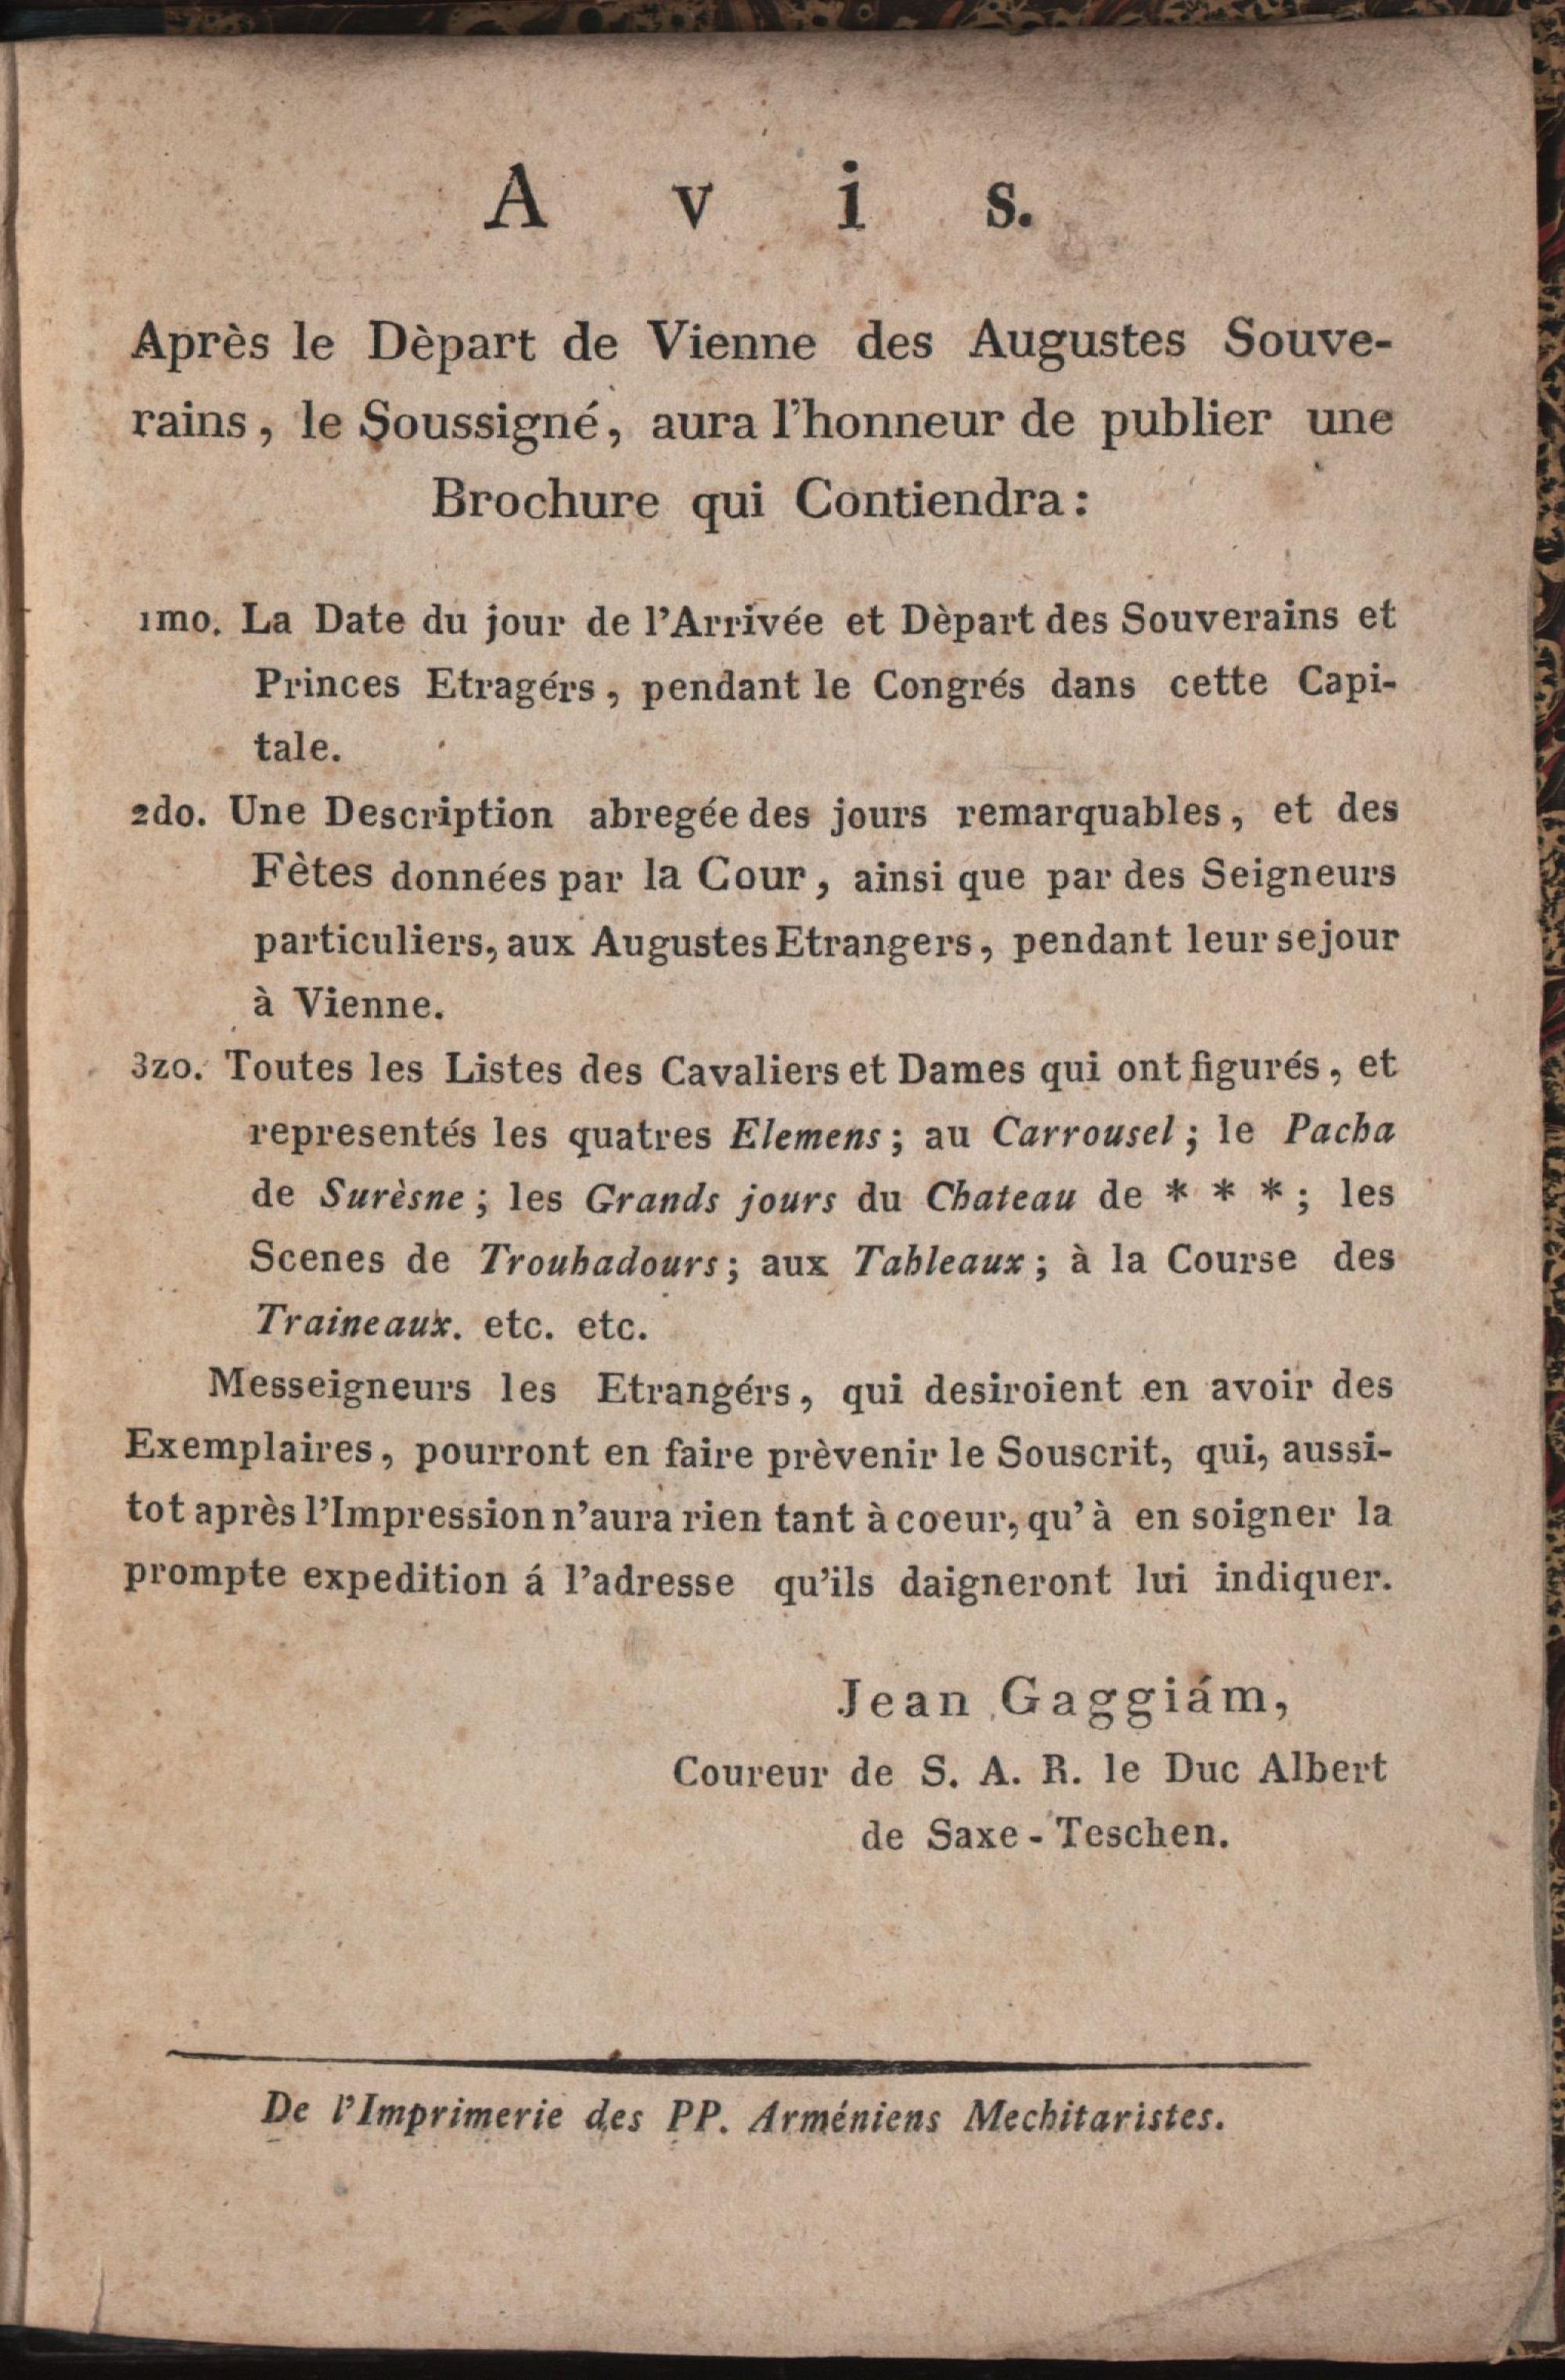 Avis.
Après le Dèpart de Vienne des Augustes Souve-
rains, le Soussigné, aura l'honneur de publier une
Brochure qui Contiendra:
1mo. La Date du jour de l'Arrivée et Dèpart des Souverains et
Princes Etragérs, pendant le Congrés dans cette Capi-
tale.
2do. Une Description abregée des jours remarquables, et des
Fètes données par la Cour, ainsi que par des Seigneurs
particuliers, aux Augustes Etrangers, pendant leur sejour
à Vienne.
3zo. Toutes les Listes des Cavaliers et Dames qui ont figurés, et
representés les quatres Elemens; au Carrousel; le Pacha
de Surèsne; les Grands jours du Chateau de * * *; les
Scenes de Troubadours; aux Tableaux; à la Course des
Traineaux. etc. etc.
Messeigneurs les Etrangérs, qui desiroient en avoir des
Exemplaires, pourront en faire prèvenir le Souscrit, qui, aussi-
tot après l'Impression n'aura rien tant à coeur, qu'à en soigner la
prompte expedition á l'adresse qu'ils daigneront lui indiquer.
Jean Gaggiám,
Coureur de S. A. R. le Duc Albert
de Saxe-Teschen.
De l'Imprimerie des PP. Arméniens Mechitaristes.